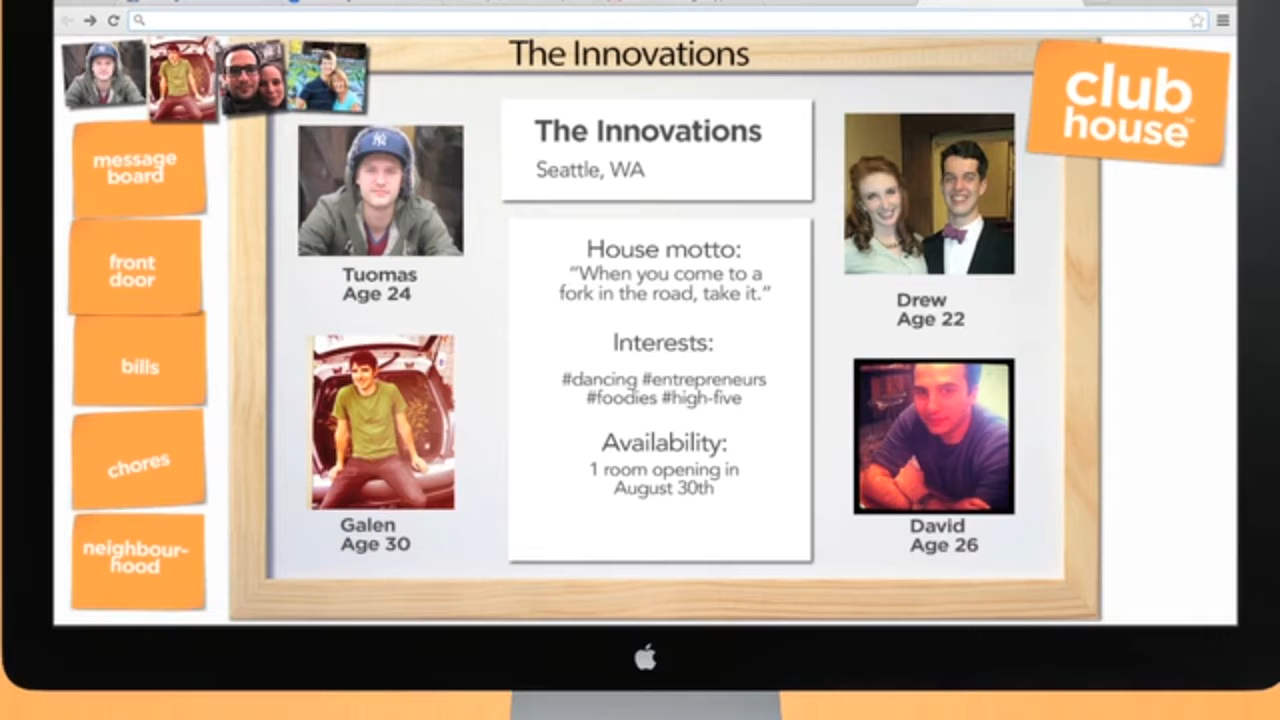 The Innovations
club
house™
message
board
front
door
bills
chores
neighbour-
hood
Tuomas
Age 24
Galen
Age 30
The Innovations
Seattle, WA
House motto:
“When you come to a
fork in the road, take it.”
Interests:
#dancing #entrepreneurs
#foodies #high-five
Availability:
1 room opening in
August 30th
Drew
Age 22
David
Age 26